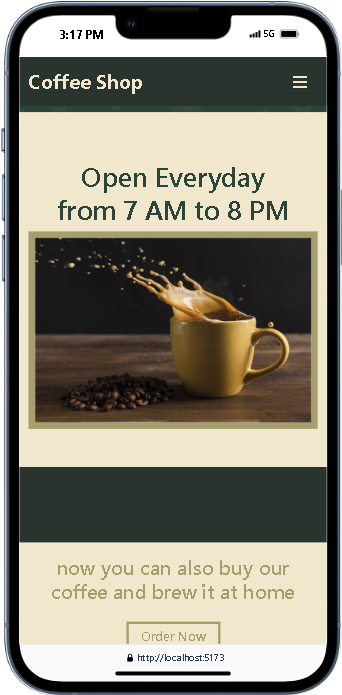 3:17 PM
5G
Coffee Shop
Open Everyday
from 7 AM to 8 PM
now you can also buy our
coffee and brew it at home
Order Now
http://localhost:5173